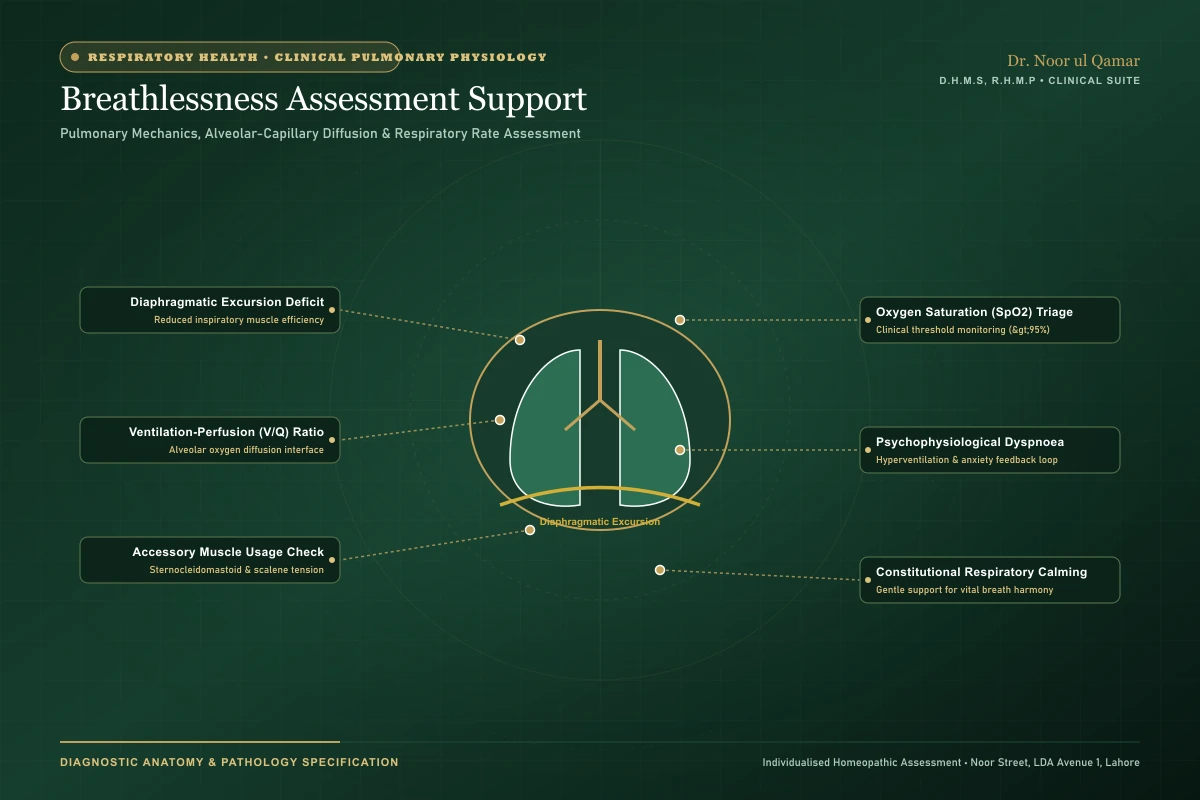 RESPIRATORY HEALTH • CLINICAL PULMONARY PHYSIOLOGY
Breathlessness Assessment Support
Pulmonary Mechanics, Alveolar-Capillary Diffusion & Respiratory Rate Assessment
Dr. Noor ul Qamar
D.H.M.S, R.H.M.P • CLINICAL SUITE
Diaphragmatic Excursion Deficit
Reduced inspiratory muscle efficiency
Ventilation-Perfusion (V/Q) Ratio
Alveolar oxygen diffusion interface
Accessory Muscle Usage Check
Sternocleidomastoid & scalene tension
Diaphragmatic Excursion
Oxygen Saturation (SpO2) Triage
Clinical threshold monitoring (&gt;95%)
Psychophysiological Dyspnoea
Hyperventilation & anxiety feedback loop
Constitutional Respiratory Calming
Gentle support for vital breath harmony
DIAGNOSTIC ANATOMY & PATHOLOGY SPECIFICATION
Individualised Homeopathic Assessment • Noor Street, LDA Avenue 1, Lahore